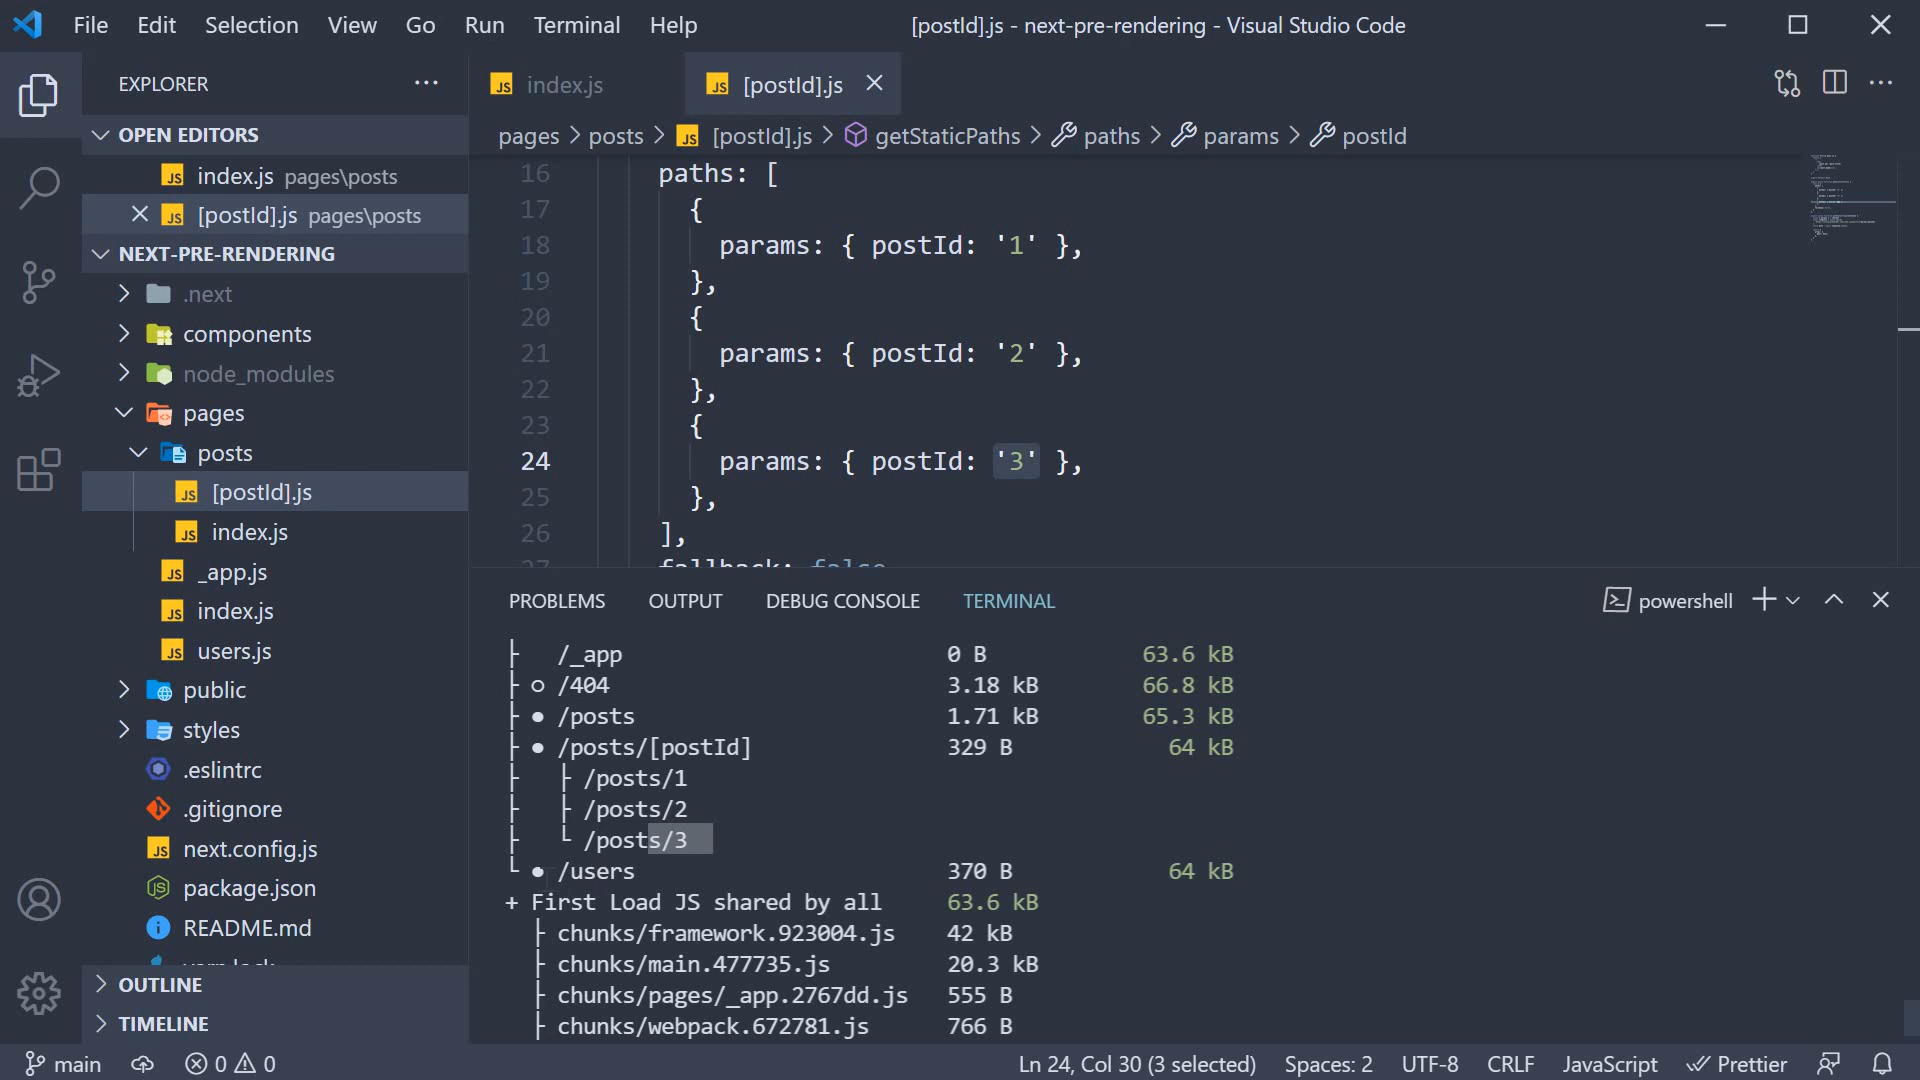 File Edit Selection View Go Run Terminal Help
[postId].js - next-pre-rendering - Visual Studio Code
EXPLORER
OPEN EDITORS
index.js pages\posts
[postId].js pages\posts
NEXT-PRE-RENDERING
.next
components
node_modules
pages
posts
[postId].js
index.js
_app.js
index.js
users.js
public
styles
.eslintrc
.gitignore
next.config.js
package.json
README.md
yarn.lock
OUTLINE
TIMELINE
index.js
[postId].js
pages > posts > [postId].js > getStaticPaths > paths > params > postId
16 paths: [
17 {
18 params: { postId: '1' },
19 },
20 {
21 params: { postId: '2' },
22 },
23 {
24 params: { postId: '3' },
25 },
26 ],
27 fallback: false
PROBLEMS OUTPUT DEBUG CONSOLE TERMINAL
powershell
├   /_app 0 B 63.6 kB
├ ○ /404 3.18 kB 66.8 kB
├ ● /posts 1.71 kB 65.3 kB
├ ● /posts/[postId] 329 B 64 kB
├   ├ /posts/1
├   ├ /posts/2
├   └ /posts/3
└ ● /users 370 B 64 kB
+ First Load JS shared by all 63.6 kB
├ chunks/framework.923004.js 42 kB
├ chunks/main.477735.js 20.3 kB
├ chunks/pages/_app.2767dd.js 555 B
├ chunks/webpack.672781.js 766 B
main 0 0
Ln 24, Col 30 (3 selected) Spaces: 2 UTF-8 CRLF JavaScript Prettier